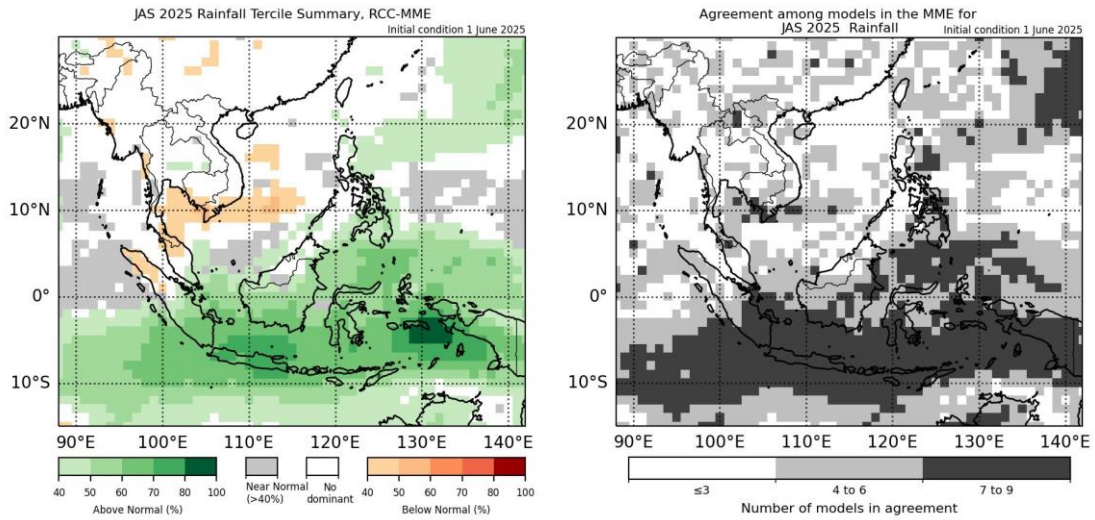 JAS 2025 Rainfall Tercile Summary, RCC-MME
Initial condition 1 June 2025
20°N
10°N
0°
10°S
90°E 100°E 110°E 120°E 130°E 140°E
40 50 60 70 80 100
Above Normal (%)
Near Normal
(>40%)
No
dominant
40 50 60 70 80 100
Below Normal (%)
Agreement among models in the MME for
JAS 2025 Rainfall
Initial condition 1 June 2025
20°N
10°N
0°
10°S
90°E 100°E 110°E 120°E 130°E 140°E
≤3 4 to 6 7 to 9
Number of models in agreement